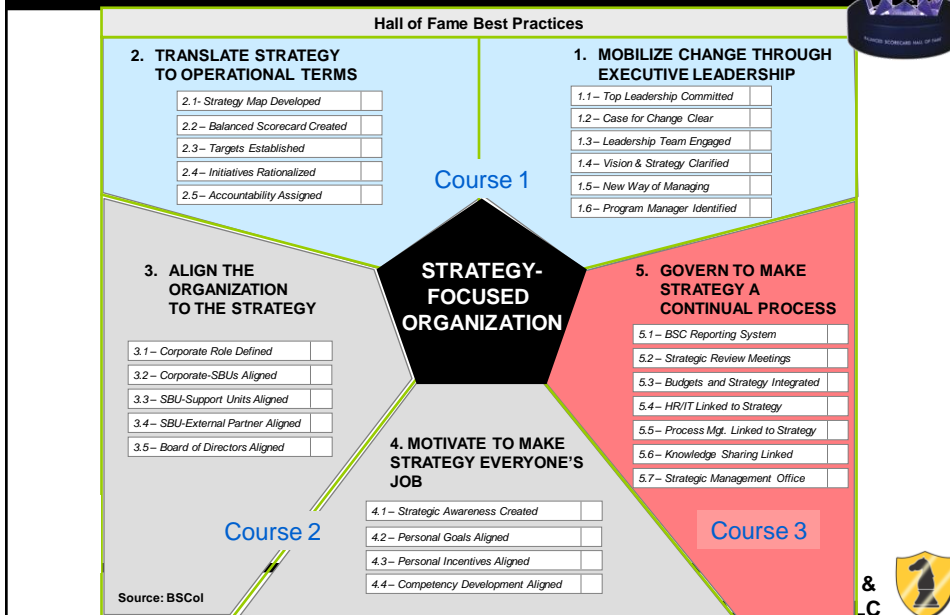 Hall of Fame Best Practices
BALANCED SCORECARD HALL OF FAME
2. TRANSLATE STRATEGY
TO OPERATIONAL TERMS
2.1- Strategy Map Developed
2.2 – Balanced Scorecard Created
2.3 – Targets Established
2.4 – Initiatives Rationalized
2.5 – Accountability Assigned
1. MOBILIZE CHANGE THROUGH
EXECUTIVE LEADERSHIP
1.1 – Top Leadership Committed
1.2 – Case for Change Clear
1.3 – Leadership Team Engaged
1.4 – Vision & Strategy Clarified
1.5 – New Way of Managing
1.6 – Program Manager Identified
Course 1
STRATEGY-
FOCUSED
ORGANIZATION
3. ALIGN THE
ORGANIZATION
TO THE STRATEGY
3.1 – Corporate Role Defined
3.2 – Corporate-SBUs Aligned
3.3 – SBU-Support Units Aligned
3.4 – SBU-External Partner Aligned
3.5 – Board of Directors Aligned
5. GOVERN TO MAKE
STRATEGY A
CONTINUAL PROCESS
5.1 – BSC Reporting System
5.2 – Strategic Review Meetings
5.3 – Budgets and Strategy Integrated
5.4 – HR/IT Linked to Strategy
5.5 – Process Mgt. Linked to Strategy
5.6 – Knowledge Sharing Linked
5.7 – Strategic Management Office
4. MOTIVATE TO MAKE
STRATEGY EVERYONE'S
JOB
4.1 – Strategic Awareness Created
4.2 – Personal Goals Aligned
4.3 – Personal Incentives Aligned
4.4 – Competency Development Aligned
Course 2
Course 3
Source: BSCol
&
LC